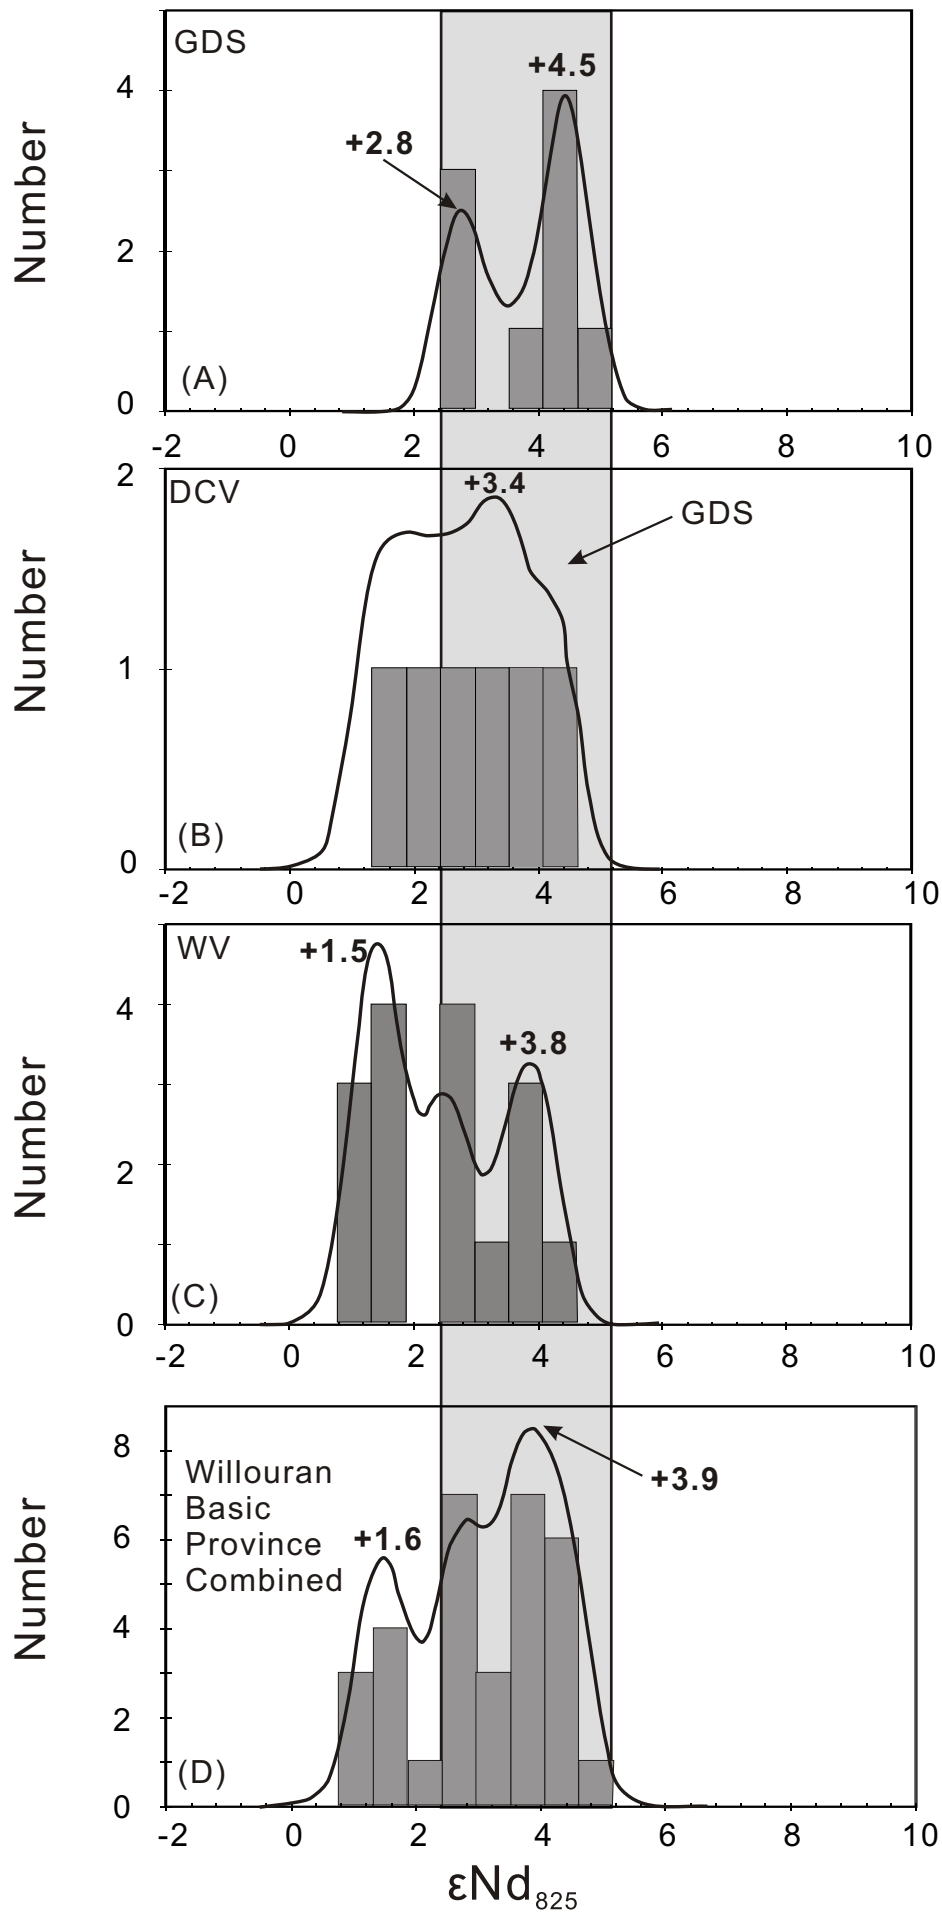 GDS
+4.5
+2.8
Number
4
2
0
(A)
-2 0 2 4 6 8 10
DCV
+3.4
GDS
Number
2
1
0
(B)
-2 0 2 4 6 8 10
WV
+1.5
+3.8
Number
4
2
0
(C)
-2 0 2 4 6 8 10
Willouran
Basic
Province
Combined
+1.6
+3.9
Number
8
6
4
2
0
(D)
-2 0 2 4 6 8 10
εNd825